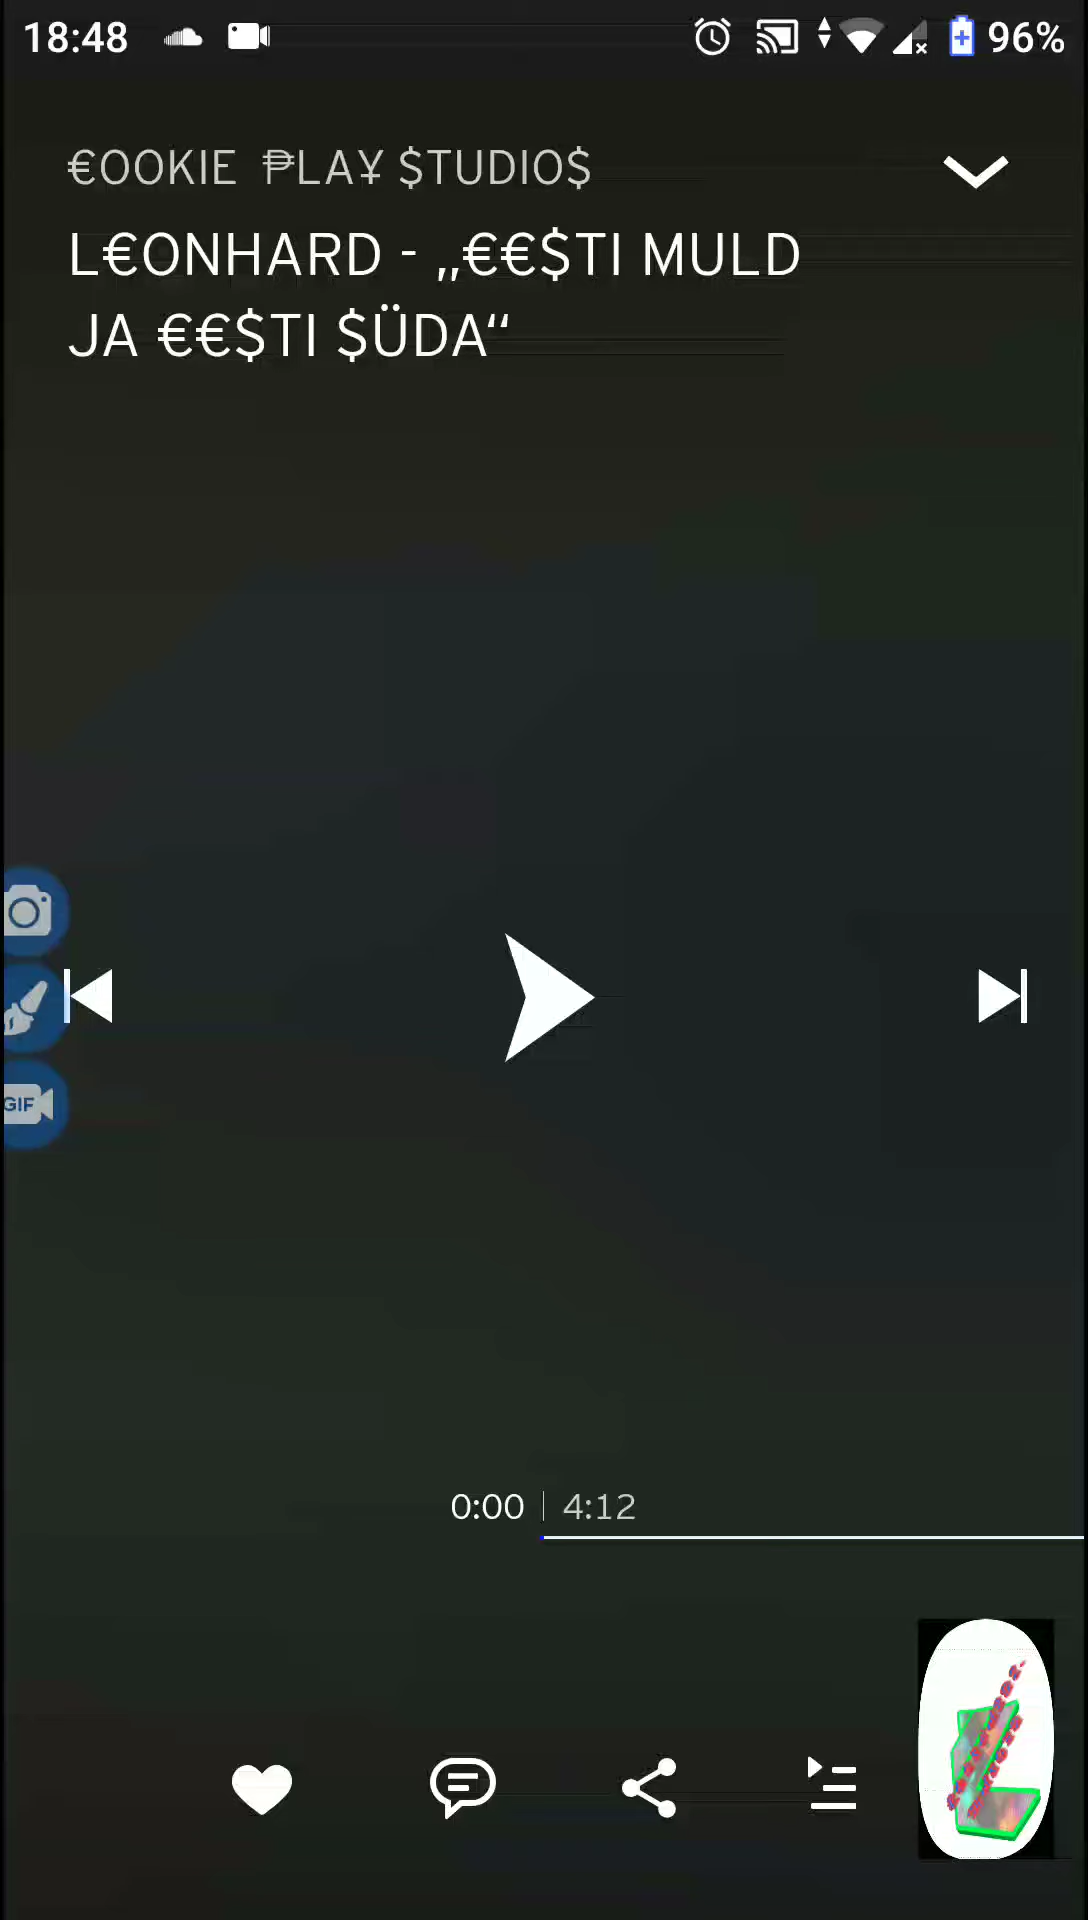 18:48 96%
€OOKIE ₱LA¥ $TUDIO$
L€ONHARD - „€€$TI MULD
JA €€$TI $ÜDA“
GIF
0:00 | 4:12